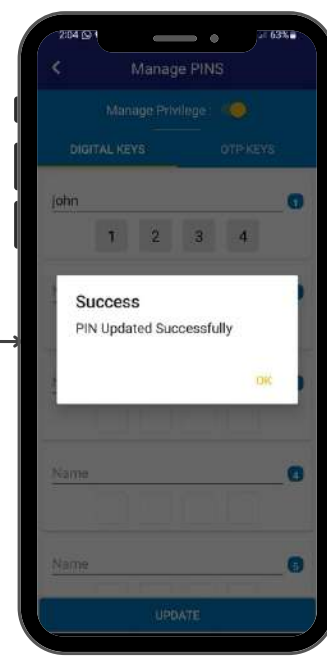 2:04 63%
Manage PINS
Manage Privilege :
DIGITAL KEYS OTP KEYS
john 1
1 2 3 4
Success
PIN Updated Successfully
OK
Name 4
Name 5
UPDATE